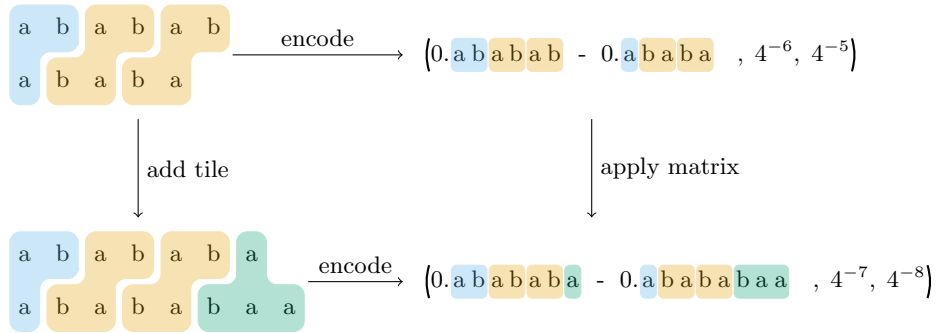 a b a b a b
a b a b a
encode
(0. a b a b a b - 0. a b a b a , 4⁻⁶, 4⁻⁵)
add tile
apply matrix
a b a b a b a
a b a b a b a a
encode
(0. a b a b a b a - 0. a b a b a b a a , 4⁻⁷, 4⁻⁸)